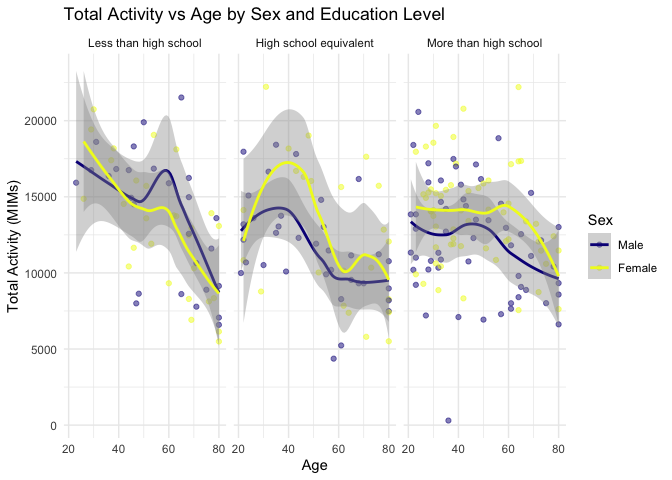 Total Activity vs Age by Sex and Education Level
Less than high school
High school equivalent
More than high school
20000
15000
10000
5000
0
Total Activity (MIMs)
20 40 60 80
20 40 60 80
20 40 60 80
Age
Sex
Male
Female